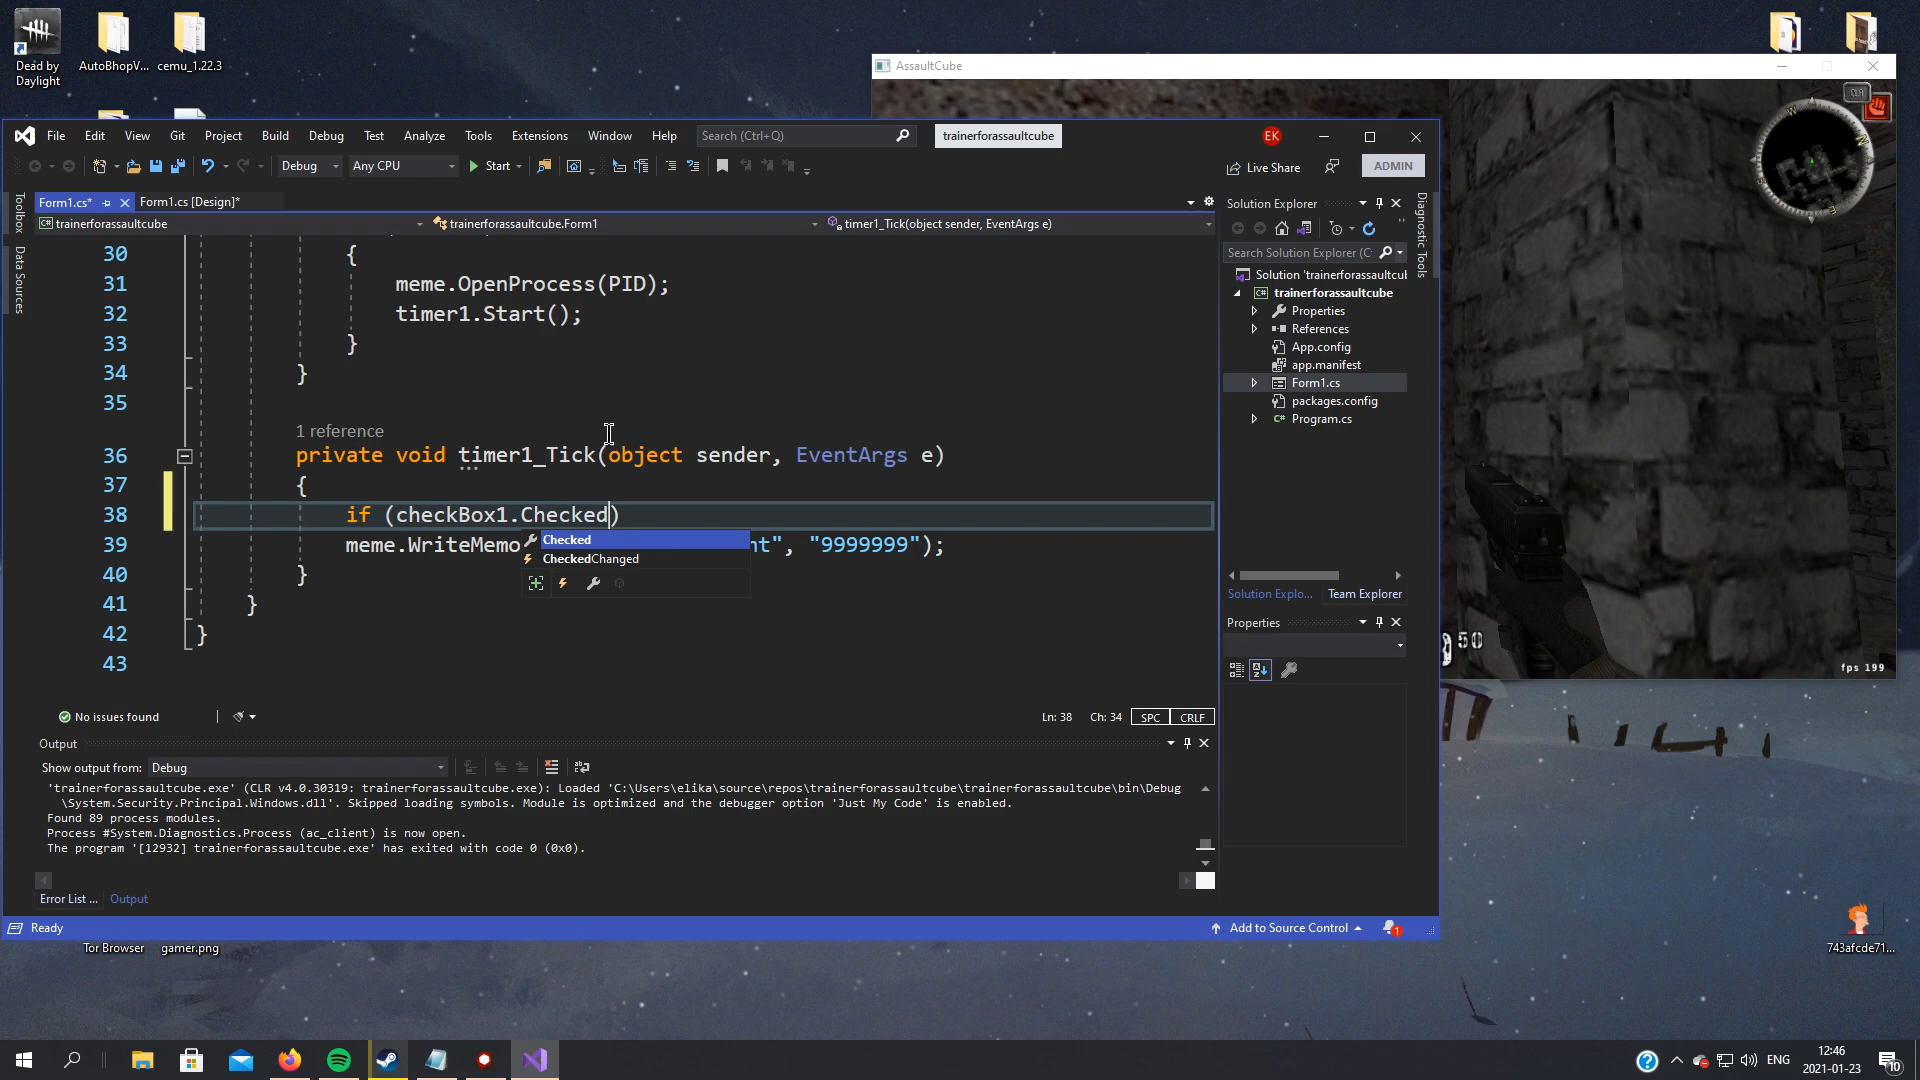 Dead by
Daylight
AutoBhopV...
cemu_1.22.3
AssaultCube
File Edit View Git Project Build Debug Test Analyze Tools Extensions Window Help
Search (Ctrl+Q)
trainerforassaultcube
EK
Debug Any CPU Start
Live Share
ADMIN
Toolbox
Data Sources
Form1.cs*
Form1.cs [Design]*
trainerforassaultcube
trainerforassaultcube.Form1
timer1_Tick(object sender, EventArgs e)
30 {
31 meme.OpenProcess(PID);
32 timer1.Start();
33 }
34 }
35
1 reference
36 private void timer1_Tick(object sender, EventArgs e)
37 {
38 if (checkBox1.Checked)
39 meme.WriteMemo nt", "9999999");
40 }
41 }
42 }
43
Checked
CheckedChanged
No issues found
Ln: 38 Ch: 34 SPC CRLF
Output
Show output from: Debug
'trainerforassaultcube.exe' (CLR v4.0.30319: trainerforassaultcube.exe): Loaded 'C:\Users\elika\source\repos\trainerforassaultcube\trainerforassaultcube\bin\Debug
\System.Security.Principal.Windows.dll'. Skipped loading symbols. Module is optimized and the debugger option 'Just My Code' is enabled.
Found 89 process modules.
Process #System.Diagnostics.Process (ac_client) is now open.
The program '[12932] trainerforassaultcube.exe' has exited with code 0 (0x0).
Error List ... Output
Ready
Add to Source Control
1
Solution Explorer
Search Solution Explorer (C
Solution 'trainerforassaultcu
trainerforassaultcube
Properties
References
App.config
app.manifest
Form1.cs
packages.config
Program.cs
Solution Explo... Team Explorer
Properties
Diagnostic Tools
50
fps 199
Tor Browser
gamer.png
743afcde71...
ENG
12:46
2021-01-23
10